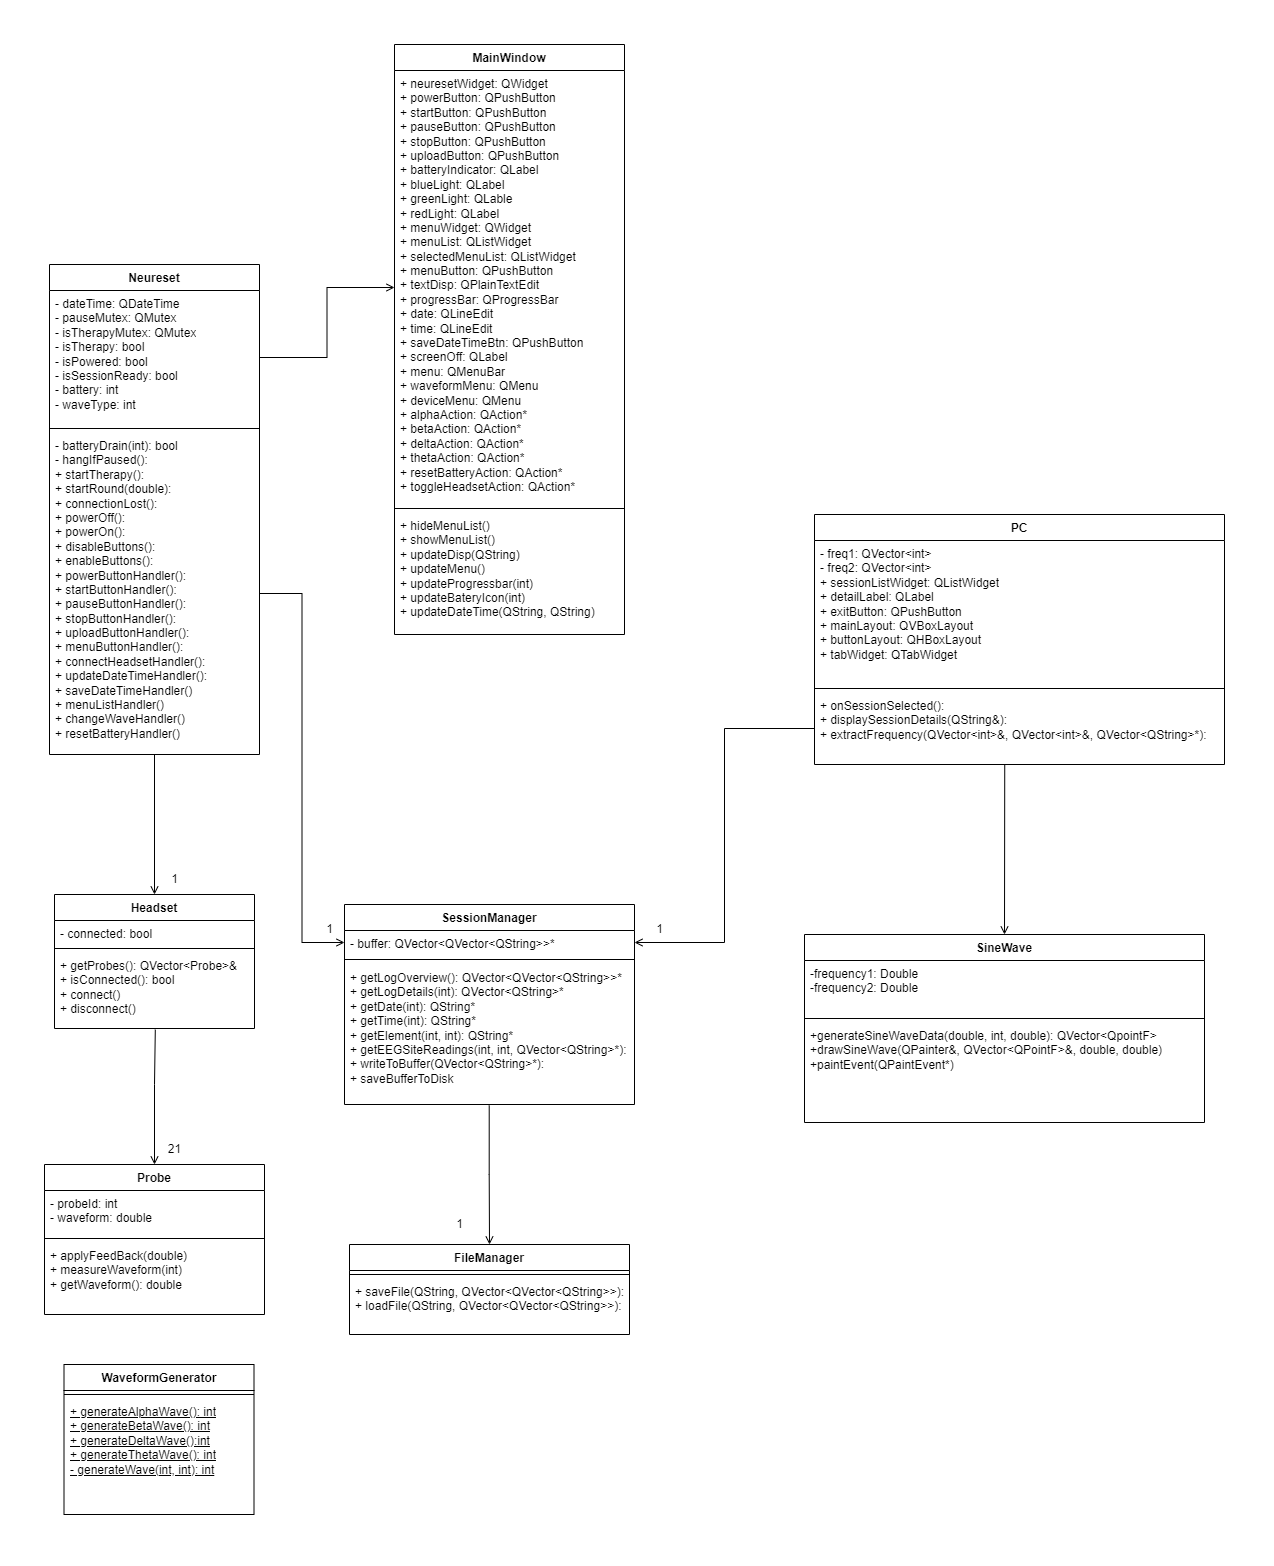 MainWindow
+ neuresetWidget: QWidget
+ powerButton: QPushButton
+ startButton: QPushButton
+ pauseButton: QPushButton
+ stopButton: QPushButton
+ uploadButton: QPushButton
+ batteryIndicator: QLabel
+ blueLight: QLabel
+ greenLight: QLable
+ redLight: QLabel
+ menuWidget: QWidget
+ menuList: QListWidget
+ selectedMenuList: QListWidget
+ menuButton: QPushButton
+ textDisp: QPlainTextEdit
+ progressBar: QProgressBar
+ date: QLineEdit
+ time: QLineEdit
+ saveDateTimeBtn: QPushButton
+ screenOff: QLabel
+ menu: QMenuBar
+ waveformMenu: QMenu
+ deviceMenu: QMenu
+ alphaAction: QAction*
+ betaAction: QAction*
+ deltaAction: QAction*
+ thetaAction: QAction*
+ resetBatteryAction: QAction*
+ toggleHeadsetAction: QAction*
+ hideMenuList()
+ showMenuList()
+ updateDisp(QString)
+ updateMenu()
+ updateProgressbar(int)
+ updateBateryIcon(int)
+ updateDateTime(QString, QString)
Neureset
- dateTime: QDateTime
- pauseMutex: QMutex
- isTherapyMutex: QMutex
- isTherapy: bool
- isPowered: bool
- isSessionReady: bool
- battery: int
- waveType: int
- batteryDrain(int): bool
- hangIfPaused():
+ startTherapy():
+ startRound(double):
+ connectionLost():
+ powerOff():
+ powerOn():
+ disableButtons():
+ enableButtons():
+ powerButtonHandler():
+ startButtonHandler():
+ pauseButtonHandler():
+ stopButtonHandler():
+ uploadButtonHandler():
+ menuButtonHandler():
+ connectHeadsetHandler():
+ updateDateTimeHandler():
+ saveDateTimeHandler()
+ menuListHandler()
+ changeWaveHandler()
+ resetBatteryHandler()
PC
- freq1: QVector<int>
- freq2: QVector<int>
+ sessionListWidget: QListWidget
+ detailLabel: QLabel
+ exitButton: QPushButton
+ mainLayout: QVBoxLayout
+ buttonLayout: QHBoxLayout
+ tabWidget: QTabWidget
+ onSessionSelected():
+ displaySessionDetails(QString&):
+ extractFrequency(QVector<int>&, QVector<int>&, QVector<QString>*):
1
Headset
- connected: bool
+ getProbes(): QVector<Probe>&
+ isConnected(): bool
+ connect()
+ disconnect()
1
1
SessionManager
- buffer: QVector<QVector<QString>>*
+ getLogOverview(): QVector<QVector<QString>>*
+ getLogDetails(int): QVector<QString>*
+ getDate(int): QString*
+ getTime(int): QString*
+ getElement(int, int): QString*
+ getEEGSiteReadings(int, int, QVector<QString>*):
+ writeToBuffer(QVector<QString>*):
+ saveBufferToDisk
SineWave
-frequency1: Double
-frequency2: Double
+generateSineWaveData(double, int, double): QVector<QpointF>
+drawSineWave(QPainter&, QVector<QPointF>&, double, double)
+paintEvent(QPaintEvent*)
21
Probe
- probeId: int
- waveform: double
+ applyFeedBack(double)
+ measureWaveform(int)
+ getWaveform(): double
1
FileManager
+ saveFile(QString, QVector<QVector<QString>>):
+ loadFile(QString, QVector<QVector<QString>>):
WaveformGenerator
+ generateAlphaWave(): int
+ generateBetaWave(): int
+ generateDeltaWave():int
+ generateThetaWave(): int
- generateWave(int, int): int